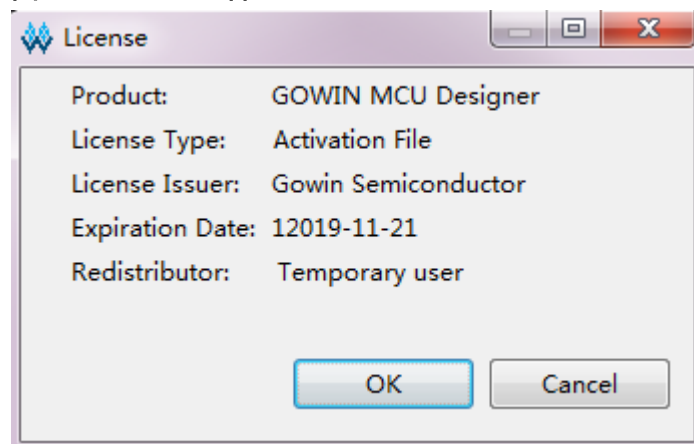 License
Product: GOWIN MCU Designer
License Type: Activation File
License Issuer: Gowin Semiconductor
Expiration Date: 12019-11-21
Redistributor: Temporary user
OK Cancel